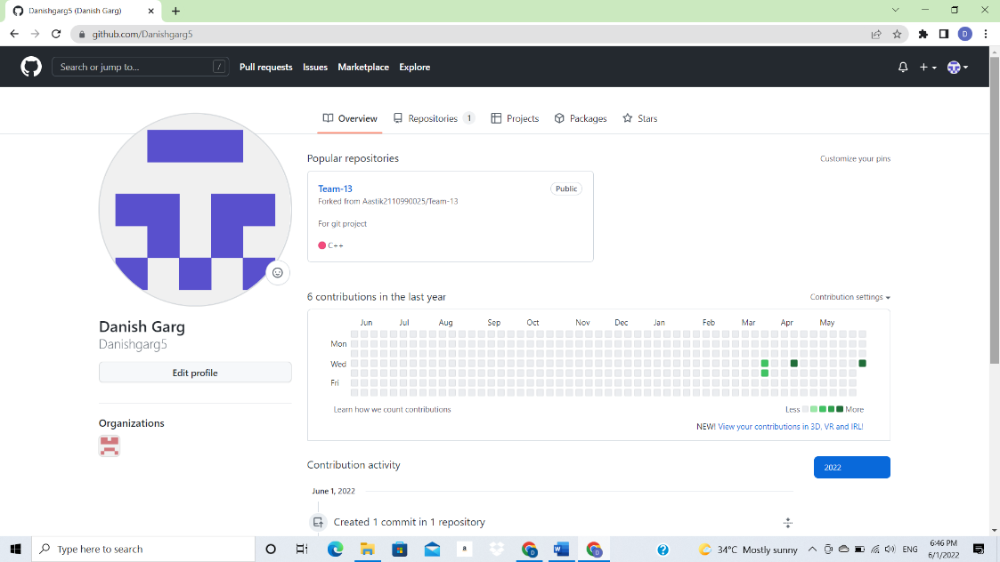 Danishgarg5 (Danish Garg)
github.com/Danishgarg5
D
Search or jump to...
/
Pull requests
Issues
Marketplace
Explore
Overview
Repositories 1
Projects
Packages
Stars
Popular repositories
Customize your pins
Team-13
Public
Forked from Aastik2110990025/Team-13
For git project
C++
6 contributions in the last year
Contribution settings
Jun Jul Aug Sep Oct Nov Dec Jan Feb Mar Apr May
Mon
Wed
Fri
Learn how we count contributions
Less More
NEW! View your contributions in 3D, VR and IRL!
Danish Garg
Danishgarg5
Edit profile
Organizations
Contribution activity
2022
June 1, 2022
Created 1 commit in 1 repository
Type here to search
34°C Mostly sunny
ENG
6:46 PM
6/1/2022